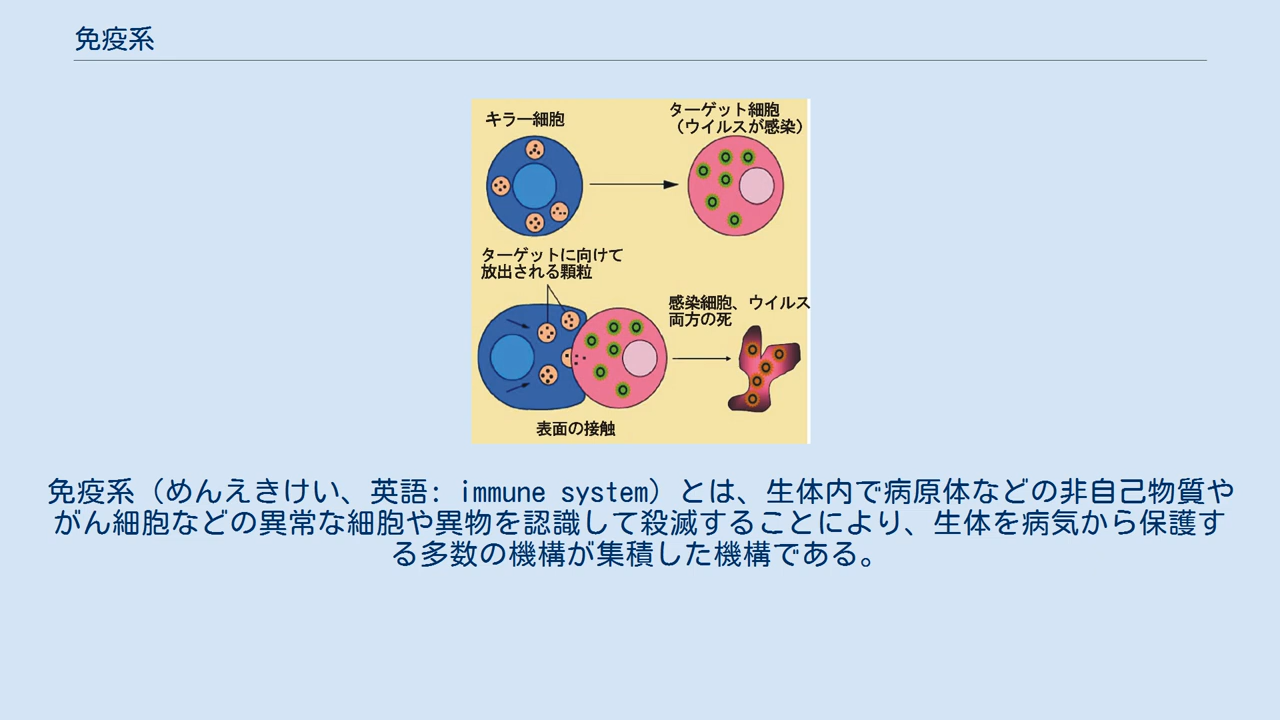 免疫系
キラー細胞
ターゲット細胞
（ウイルスが感染）
ターゲットに向けて
放出される顆粒
感染細胞、ウイルス
両方の死
表面の接触
免疫系（めんえきけい、英語: immune system）とは、生体内で病原体などの非自己物質や
がん細胞などの異常な細胞や異物を認識して殺滅することにより、生体を病気から保護す
る多数の機構が集積した機構である。